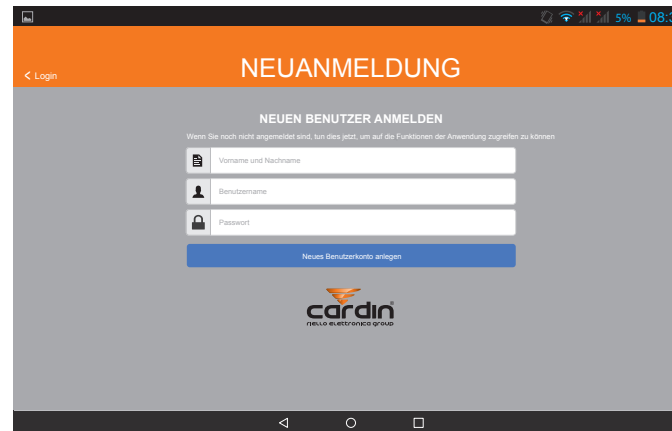 5% 08:3
< Login
NEUANMELDUNG
NEUEN BENUTZER ANMELDEN
Wenn Sie noch nicht angemeldet sind, tun dies jetzt, um auf die Funktionen der Anwendung zugreifen zu können
Vorname und Nachname
Benutzername
Passwort
Neues Benutzerkonto anlegen
cardin
nello elettronica group